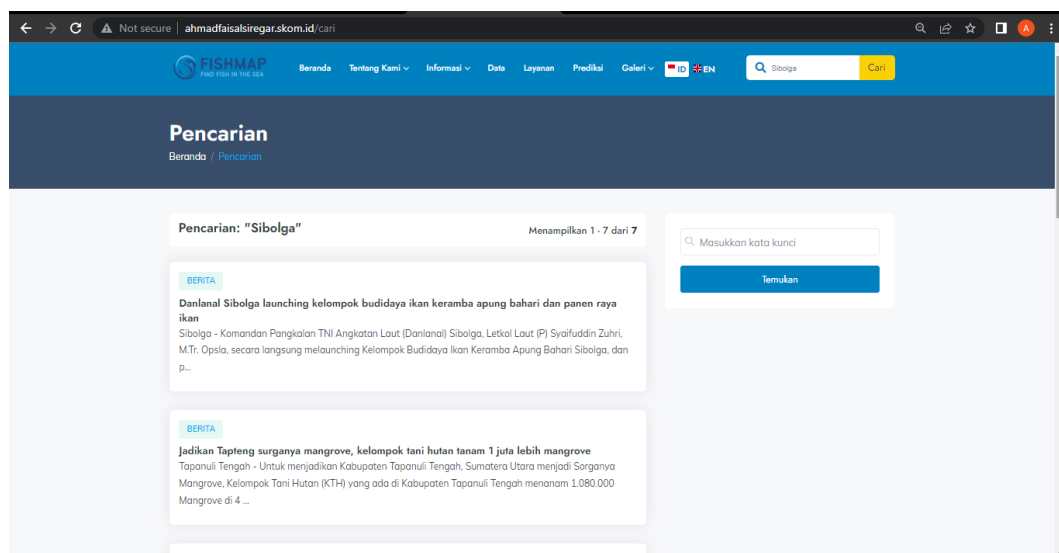 Not secure | ahmadfaisalsiregar.skom.id/cari
FISHMAP
FIND FISH IN THE SEA
Beranda Tentang Kami Informasi Data Layanan Prediksi Galeri ID EN Sibolga Cari
Pencarian
Beranda / Pencarian
Pencarian: "Sibolga" Menampilkan 1 - 7 dari 7
Masukkan kata kunci
Temukan
BERITA
Danlanal Sibolga launching kelompok budidaya ikan keramba apung bahari dan panen raya
ikan
Sibolga - Komandan Pangkalan TNI Angkatan Laut (Danlanal) Sibolga, Letkol Laut (P) Syaifuddin Zuhri,
M.Tr. Opsla, secara langsung melaunching Kelompok Budidaya Ikan Keramba Apung Bahari Sibolga, dan
p...
BERITA
Jadikan Tapteng surganya mangrove, kelompok tani hutan tanam 1 juta lebih mangrove
Tapanuli Tengah - Untuk menjadikan Kabupaten Tapanuli Tengah, Sumatera Utara menjadi Sorganya
Mangrove, Kelompok Tani Hutan (KTH) yang ada di Kabupaten Tapanuli Tengah menanam 1.080.000
Mangrove di 4 ...